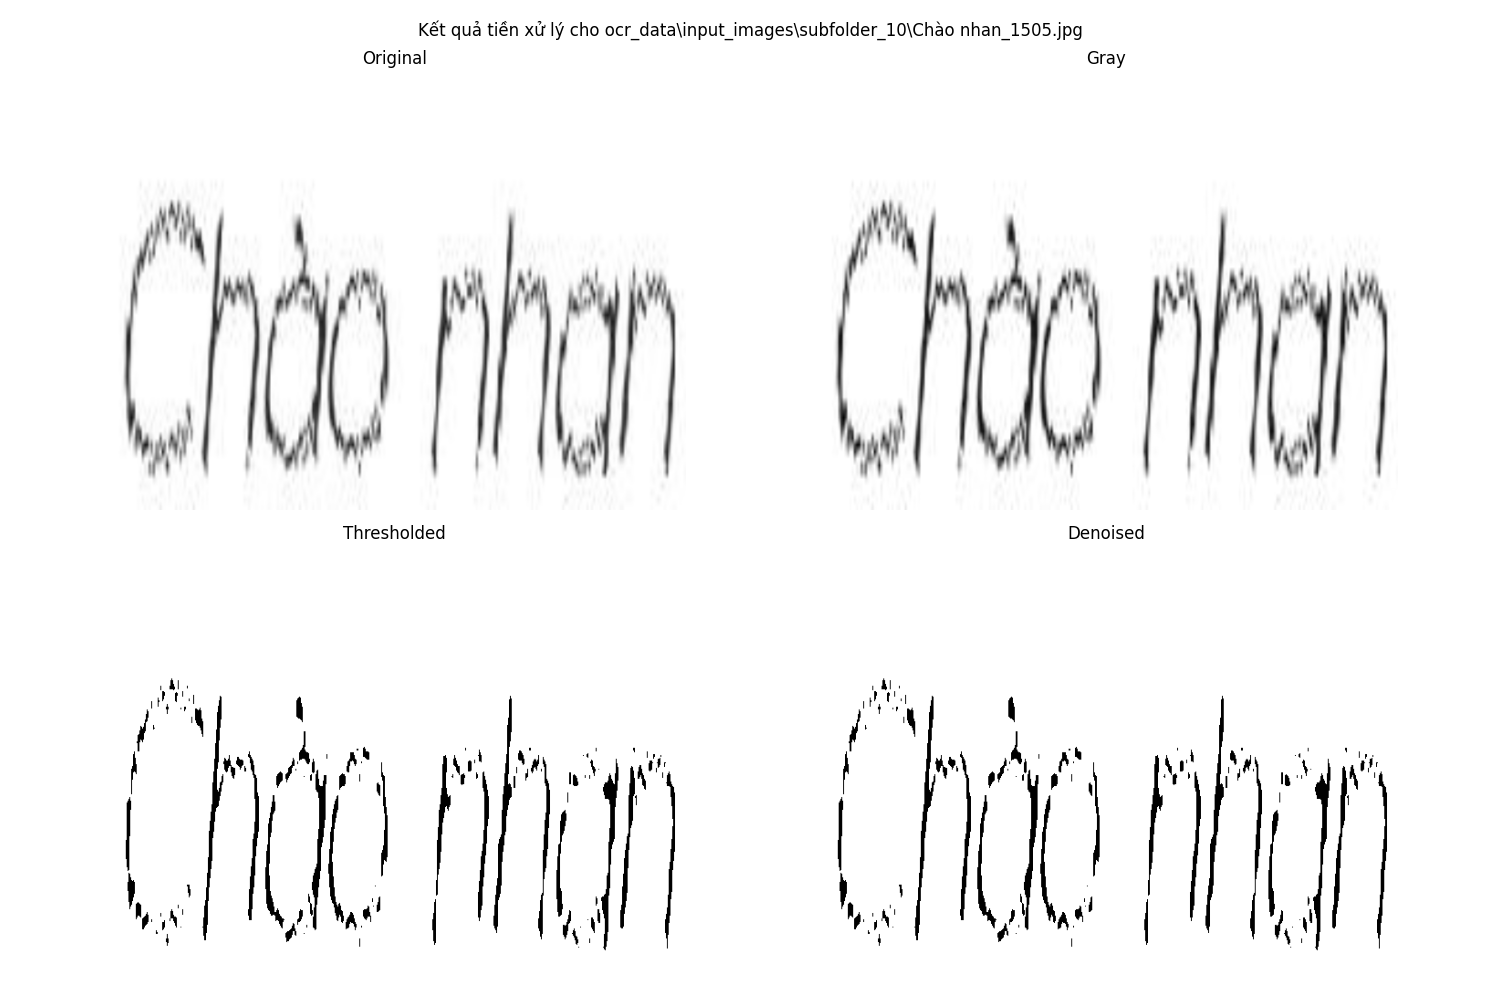 Kết quả tiền xử lý cho ocr_data\input_images\subfolder_10\Chào nhan_1505.jpg
Original
Gray
Chào nhan
Chào nhan
Thresholded
Denoised
Chào nhan
Chào nhan